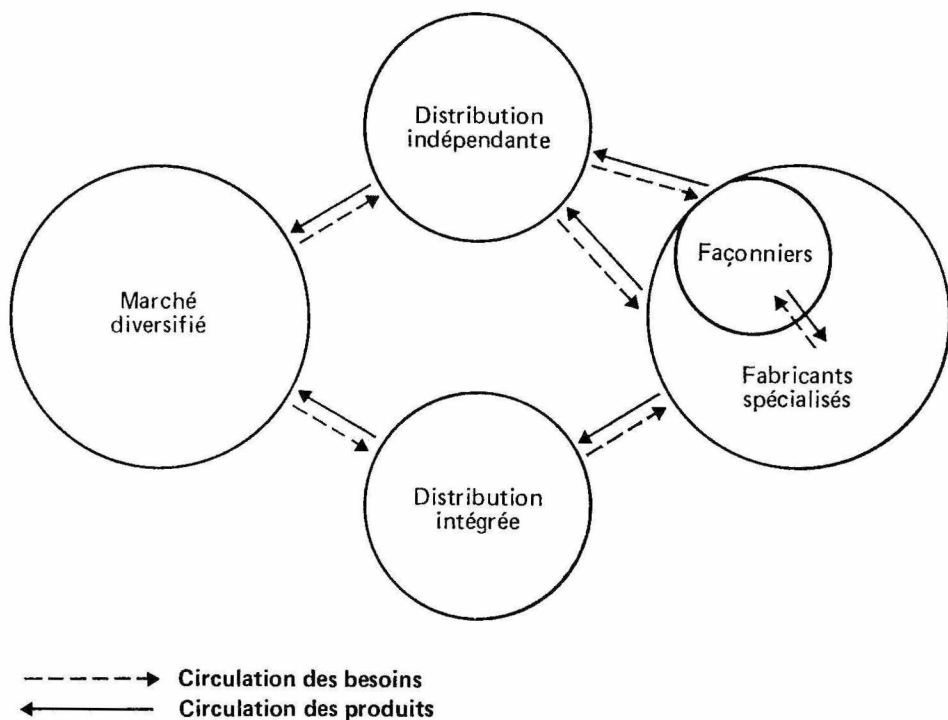 Distribution
indépendante
Façonniers
Marché
diversifié
Fabricants
spécialisés
Distribution
intégrée
Circulation des besoins
Circulation des produits